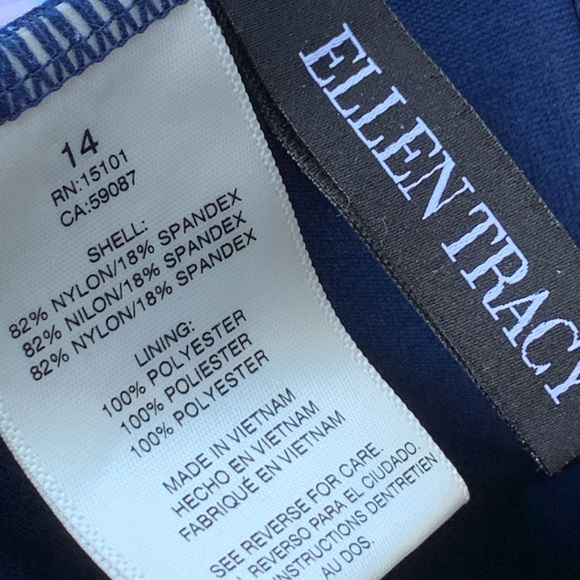 14
RN:15101
CA:59087
SHELL:
82% NYLON/18% SPANDEX
82% NILON/18% SPANDEX
82% NYLON/18% SPANDEX
LINING:
100% POLYESTER
100% POLIESTER
100% POLYESTER
MADE IN VIETNAM
HECHO EN VIETNAM
FABRIQUÉ EN VIETNAM
SEE REVERSE FOR CARE.
REVERSO PARA EL CIUDADO.
INSTRUCTIONS DENTRETIEN
AU DOS.
ELLEN TRACY